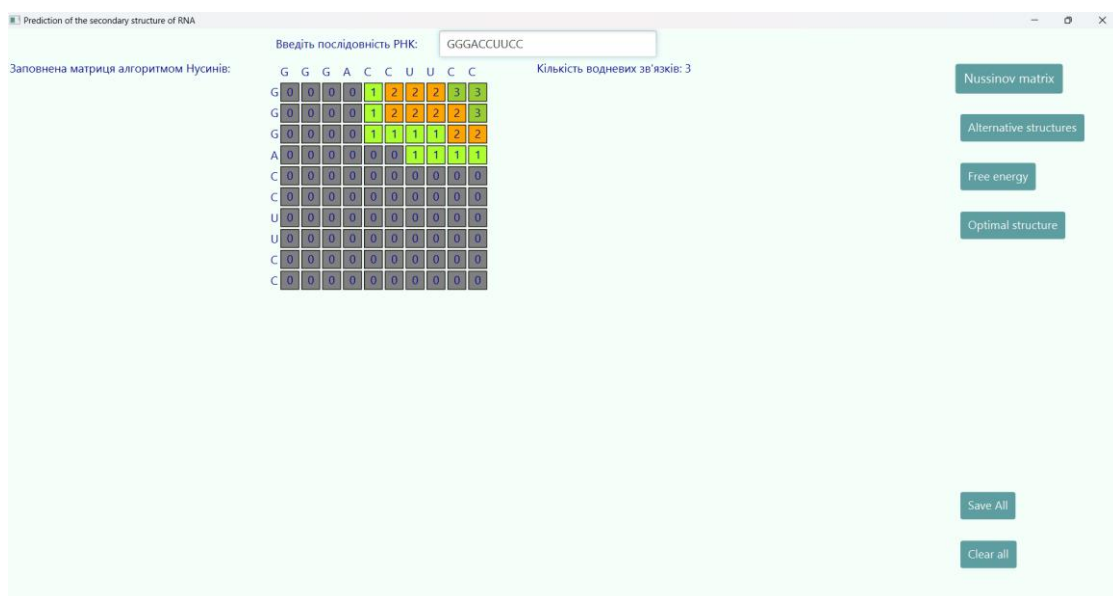 Prediction of the secondary structure of RNA
Введіть послідовність РНК: GGGACCUUCC
Заповнена матриця алгоритмом Нусинів:
G G G A C C U U C C
G 0 0 0 0 1 2 2 2 3 3
G 0 0 0 0 1 2 2 2 2 3
G 0 0 0 0 1 1 1 1 2 2
A 0 0 0 0 0 0 1 1 1 1
C 0 0 0 0 0 0 0 0 0 0
C 0 0 0 0 0 0 0 0 0 0
U 0 0 0 0 0 0 0 0 0 0
U 0 0 0 0 0 0 0 0 0 0
C 0 0 0 0 0 0 0 0 0 0
C 0 0 0 0 0 0 0 0 0 0
Кількість водневих зв'язків: 3
Nussinov matrix
Alternative structures
Free energy
Optimal structure
Save All
Clear all